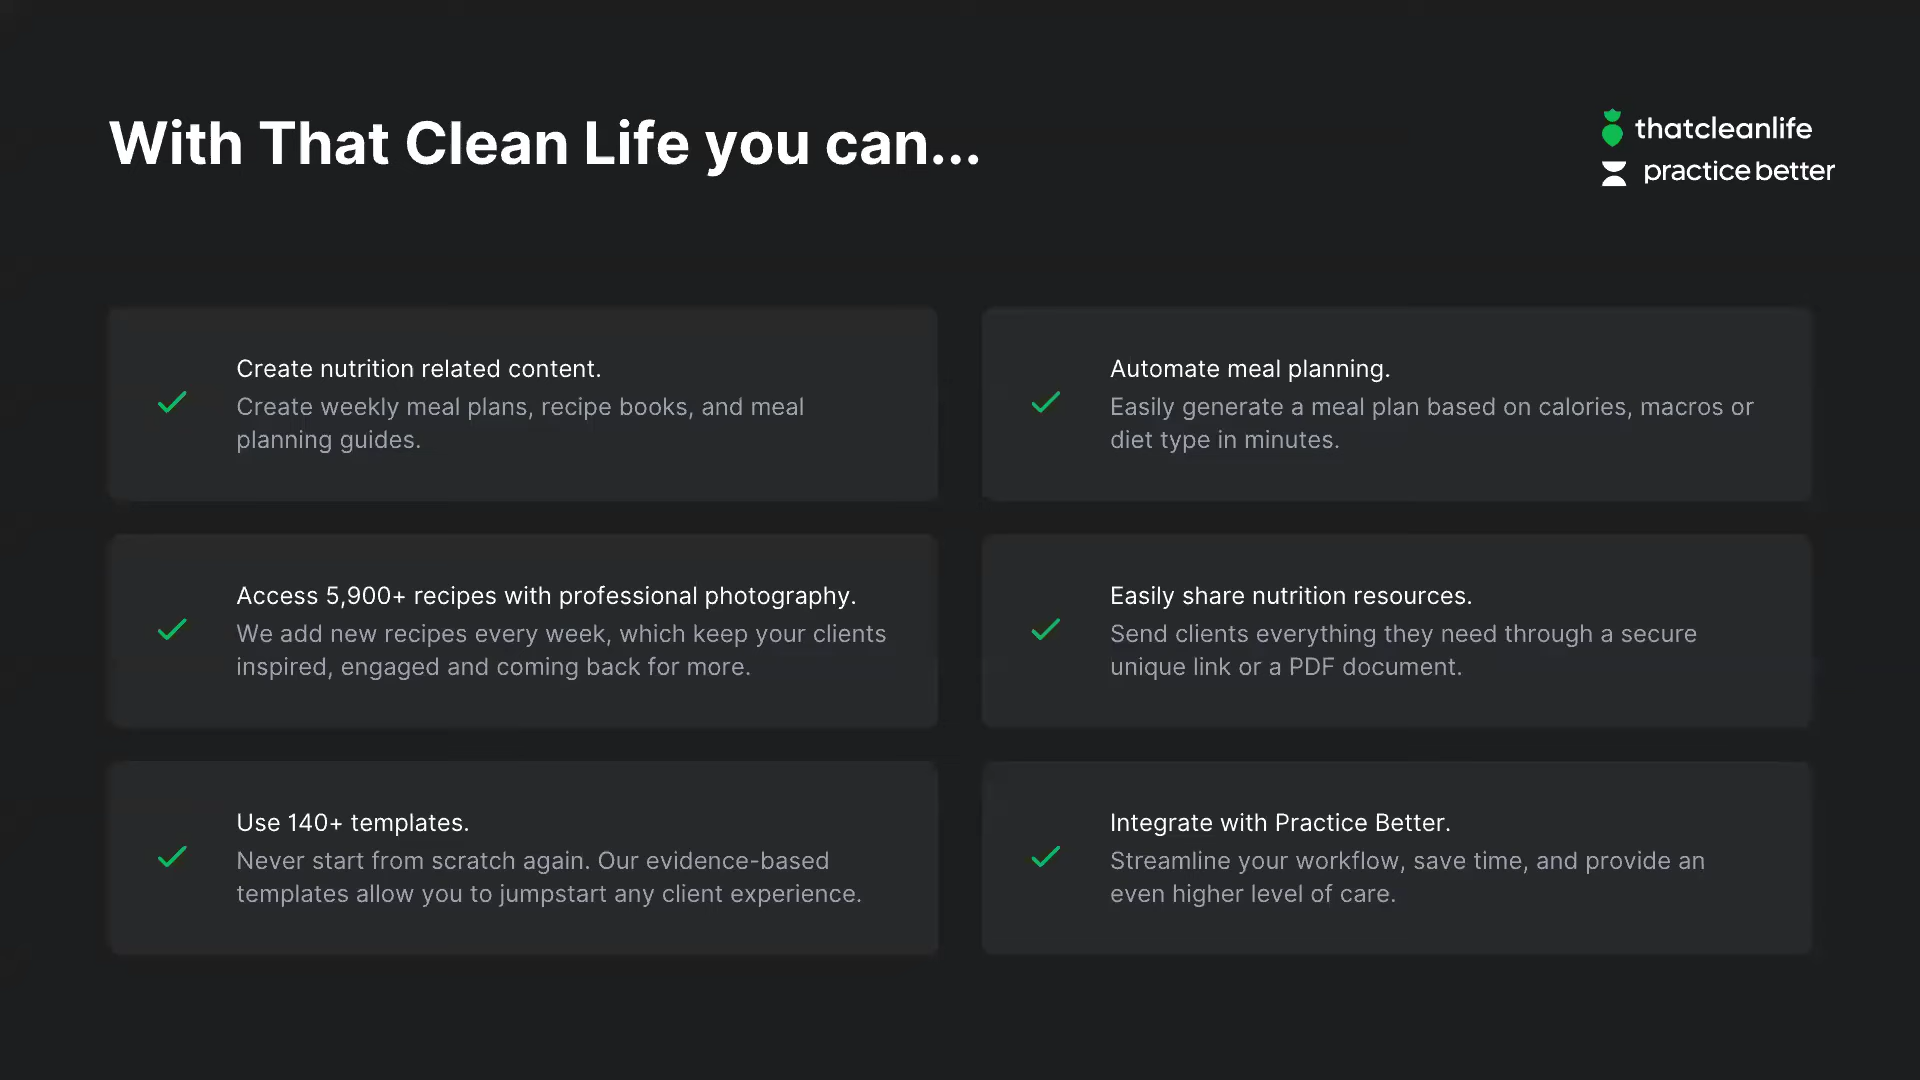 With That Clean Life you can...
thatcleanlife
practice better
Create nutrition related content.
Create weekly meal plans, recipe books, and meal
planning guides.
Automate meal planning.
Easily generate a meal plan based on calories, macros or
diet type in minutes.
Access 5,900+ recipes with professional photography.
We add new recipes every week, which keep your clients
inspired, engaged and coming back for more.
Easily share nutrition resources.
Send clients everything they need through a secure
unique link or a PDF document.
Use 140+ templates.
Never start from scratch again. Our evidence-based
templates allow you to jumpstart any client experience.
Integrate with Practice Better.
Streamline your workflow, save time, and provide an
even higher level of care.